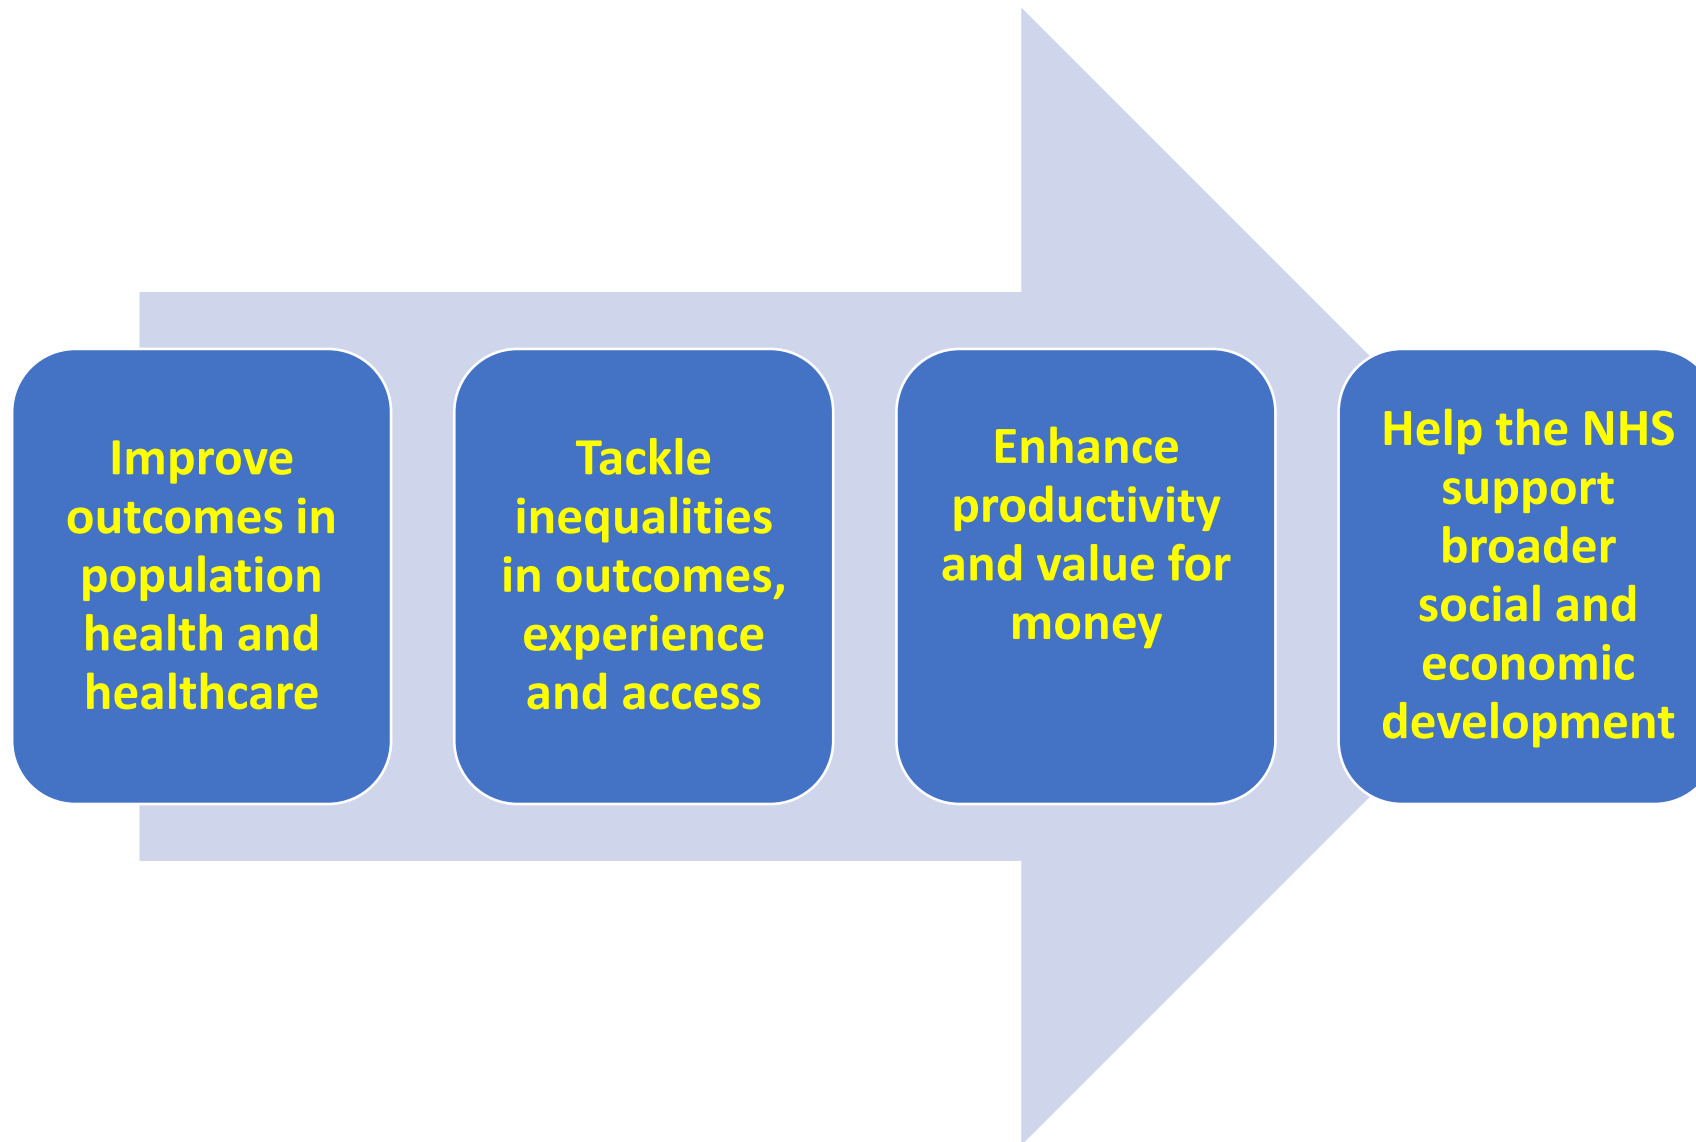 Improve
outcomes in
population
health and
healthcare
Tackle
inequalities
in outcomes,
experience
and access
Enhance
productivity
and value for
money
Help the NHS
support
broader
social and
economic
development